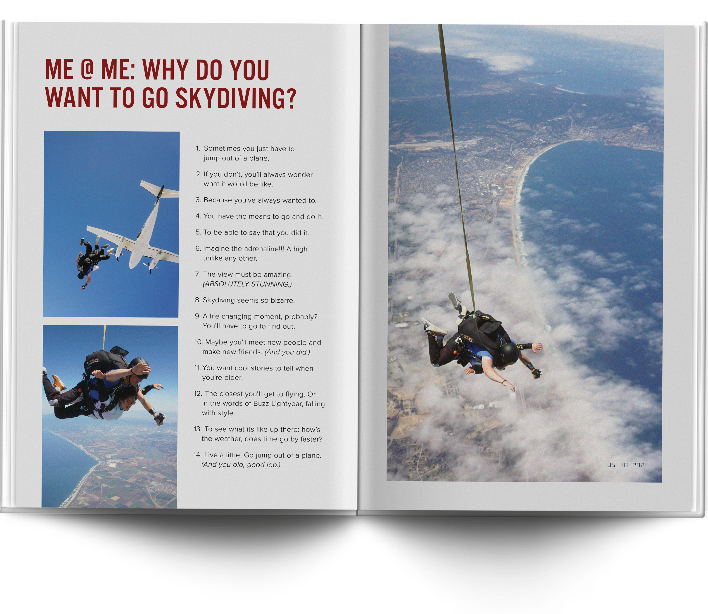 ME @ ME: WHY DO YOU
WANT TO GO SKYDIVING?
1. Sometimes you just have to
jump out of a plane.
2. If you don't, you'll always wonder
what it would be like.
3. Because you've always wanted to.
4. You have the means to go and do it.
5. To be able to say that you did it.
6. Imagine the adrenaline!!! A high
unlike any other.
7. The view must be amazing.
(ABSOLUTELY STUNNING.)
8. Skydiving seems so bizarre.
9. A life changing moment, probably?
You'll have to go to find out.
10. Maybe you'll meet new people and
make new friends. (And you did.)
11. You want cool stories to tell when
you're older.
12. The closest you'll get to flying. Or
in the words of Buzz Lightyear, falling
with style.
13. To see what its like up there: how's
the weather, does time go by faster?
14. Live a little. Go jump out of a plane.
(And you did, good job.)